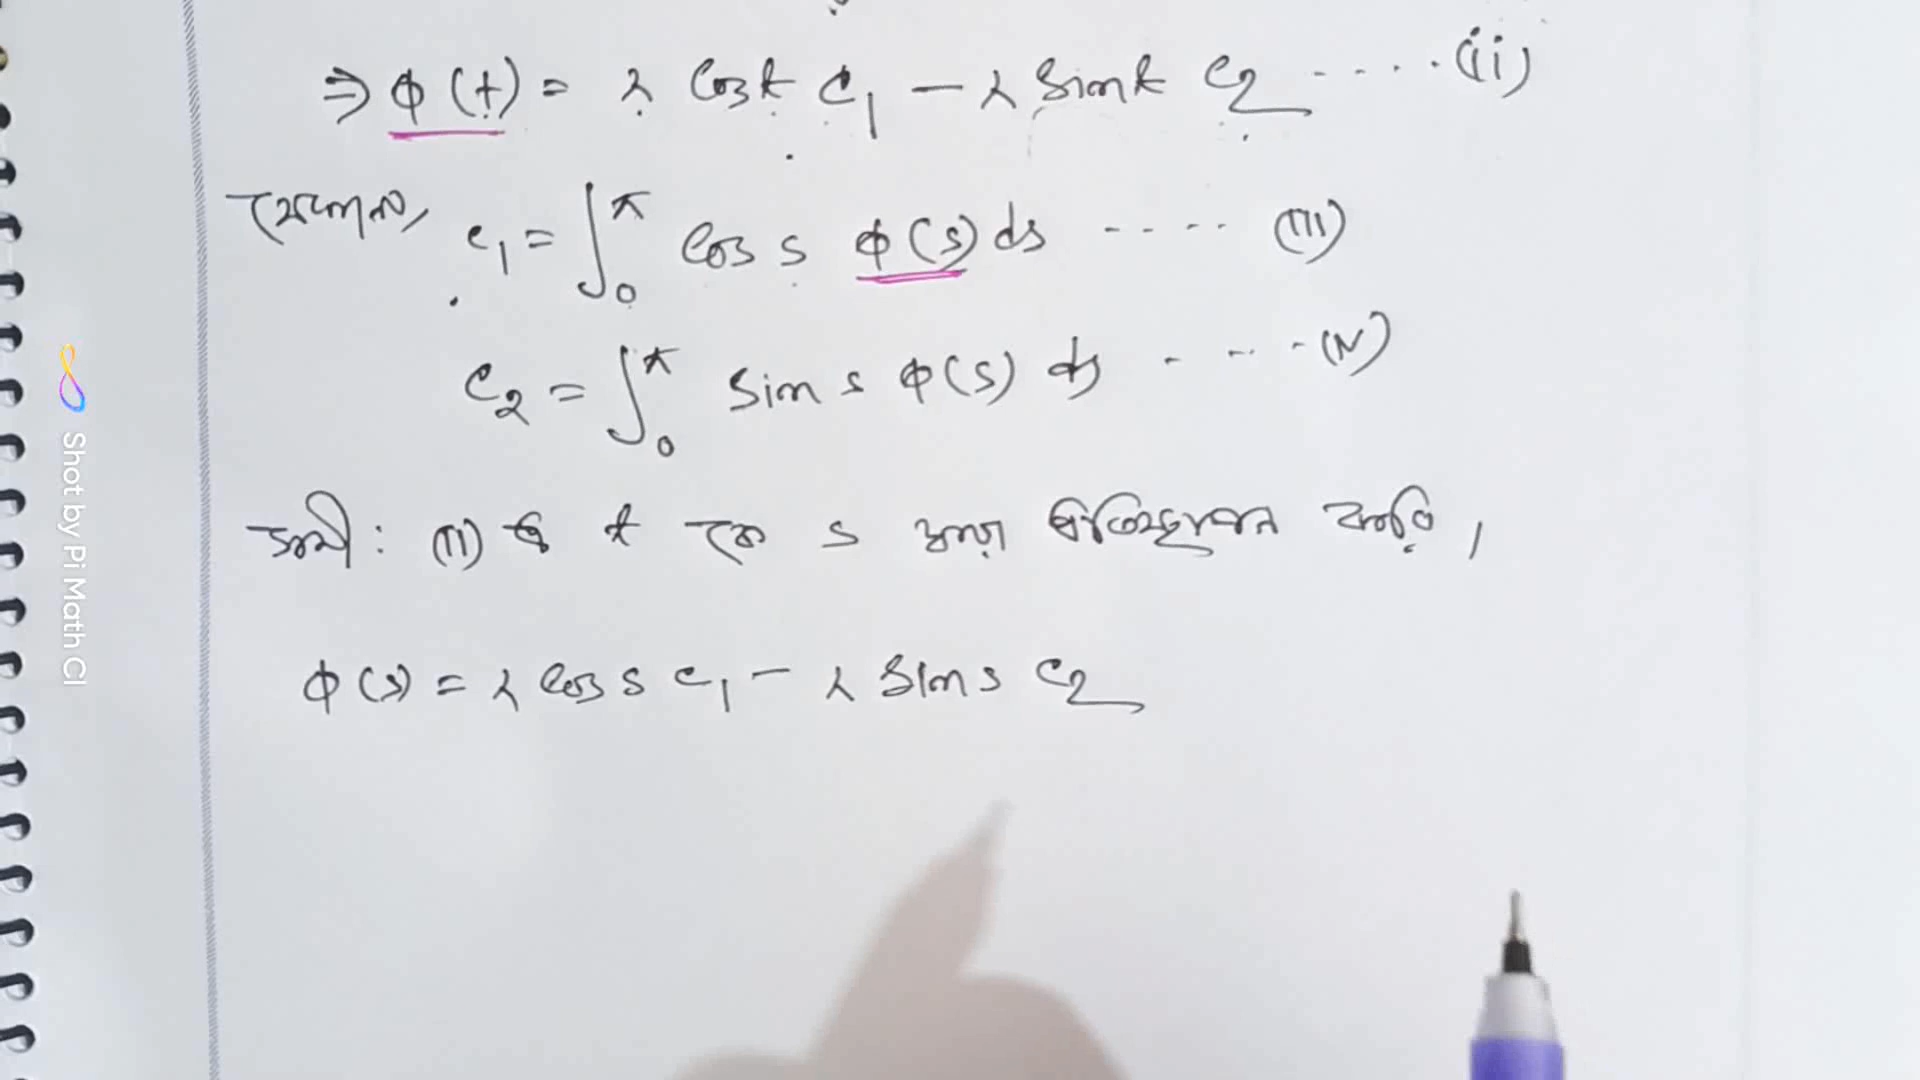 ⇒ φ(t) = λ cos t c₁ − λ sin t c₂ ····(ii)
যেখানে, c₁ = ∫₀^π cos s φ(s) ds ····(III)
c₂ = ∫₀^π sin s φ(s) ds ····(IV)
: (II) এ t কে s দ্বারা প্রতিস্থাপন করি,
φ(s) = λ cos s c₁ − λ sin s c₂
Shot by Pi Math Cl